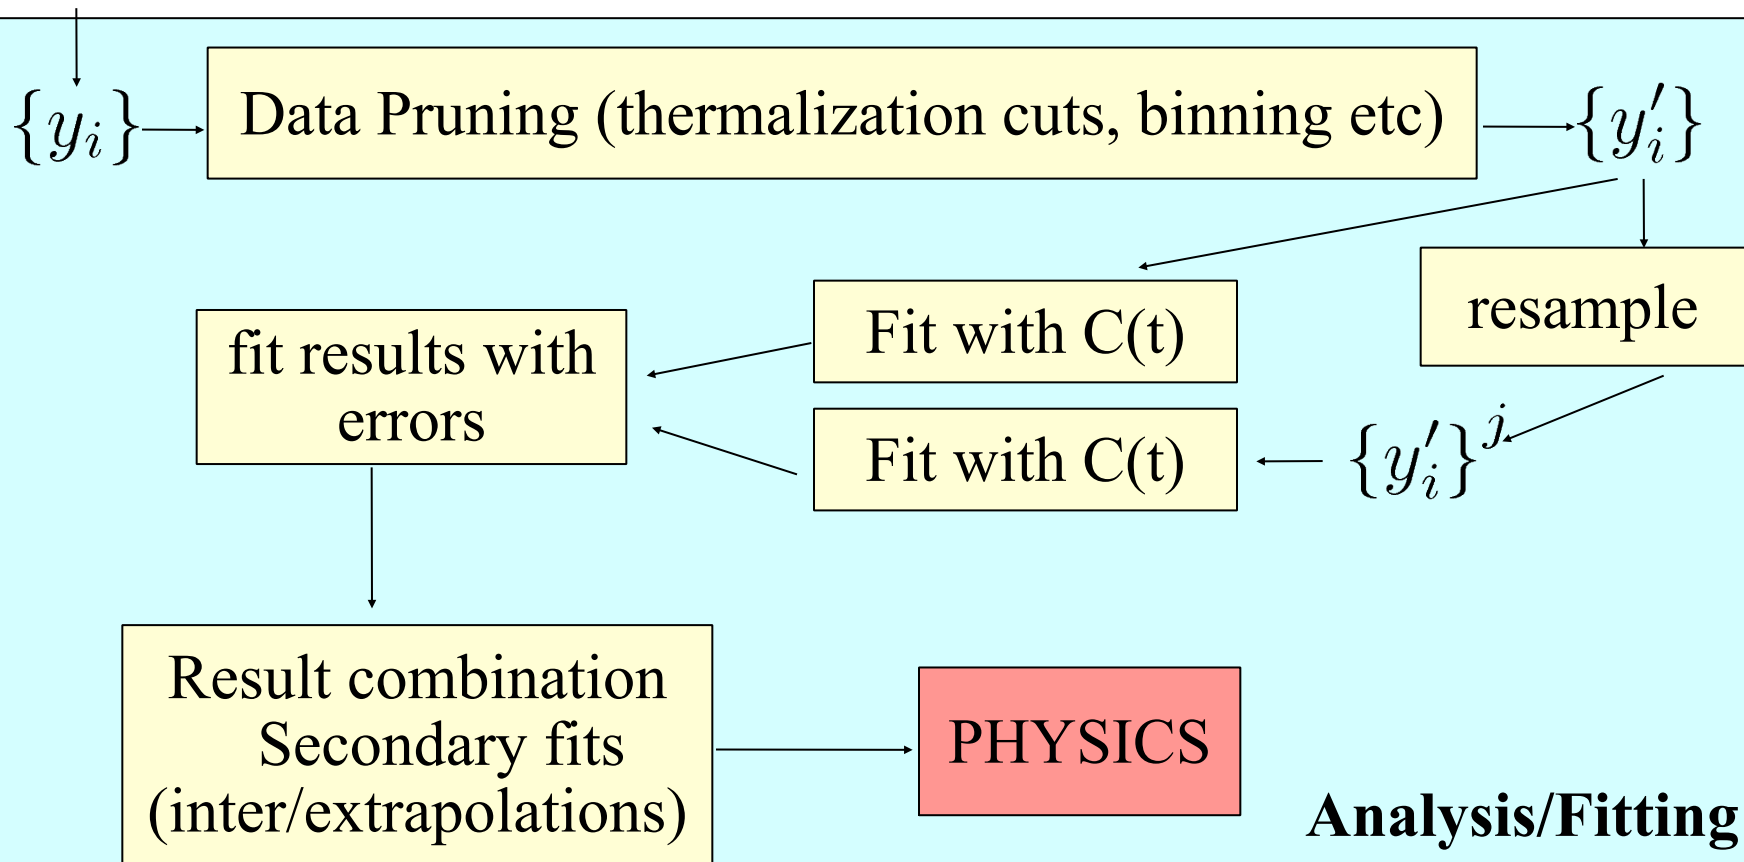 {y_i}
Data Pruning (thermalization cuts, binning etc)
{y'_i}
resample
Fit with C(t)
fit results with
errors
Fit with C(t)
{y'_i}^j
Result combination
Secondary fits
(inter/extrapolations)
PHYSICS
Analysis/Fitting